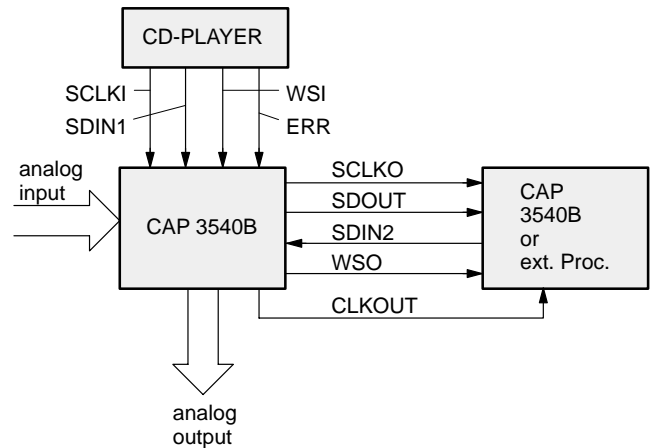 CD-PLAYER
SCLKI
WSI
SDIN1
ERR
analog
input
CAP 3540B
SCLKO
SDOUT
SDIN2
WSO
CLKOUT
CAP
3540B
or
ext. Proc.
analog
output